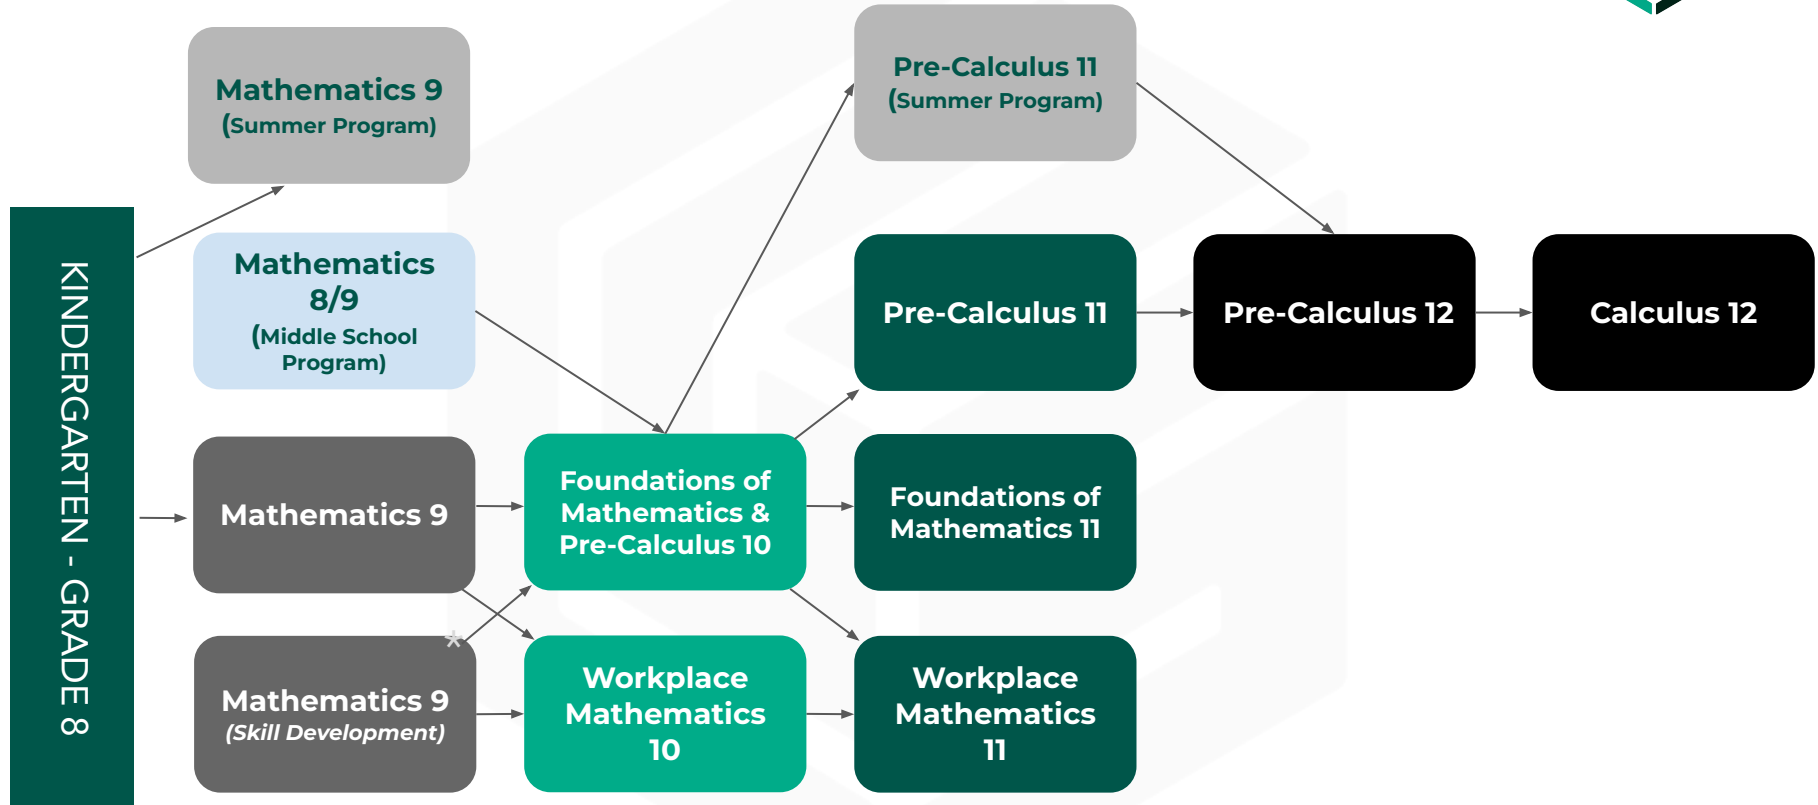 KINDERGARTEN - GRADE 8
Mathematics 9
(Summer Program)
Mathematics
8/9
(Middle School
Program)
Mathematics 9
*
Mathematics 9
(Skill Development)
Foundations of
Mathematics &
Pre-Calculus 10
Workplace
Mathematics
10
Pre-Calculus 11
(Summer Program)
Pre-Calculus 11
Foundations of
Mathematics 11
Workplace
Mathematics
11
Pre-Calculus 12
Calculus 12